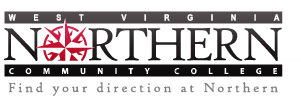 WEST VIRGINIA
NORTHERN
COMMUNITY COLLEGE
Find your direction at Northern